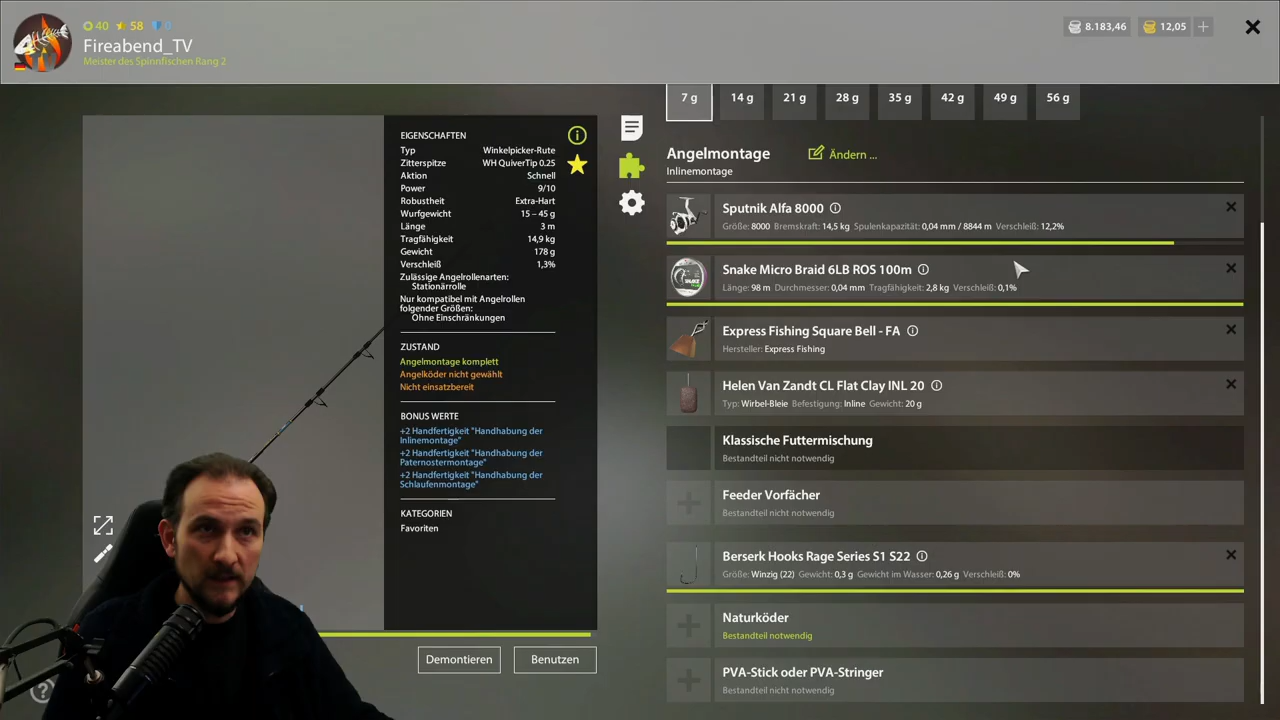 40 58 0
Fireabend_TV
Meister des Spinnfischen Rang 2
8.183,46 12,05
EIGENSCHAFTEN
Typ Winkelpicker-Rute
Zitterspitze WH QuiverTip 0.25
Aktion Schnell
Power 9/10
Robustheit Extra-Hart
Wurfgewicht 15 – 45 g
Länge 3 m
Tragfähigkeit 14,9 kg
Gewicht 178 g
Verschleiß 1,3%
Zulässige Angelrollenarten:
Stationärrolle
Nur kompatibel mit Angelrollen
folgender Größen:
Ohne Einschränkungen
ZUSTAND
Angelmontage komplett
Angelköder nicht gewählt
Nicht einsatzbereit
BONUS WERTE
+2 Handfertigkeit "Handhabung der
Inlinemontage"
+2 Handfertigkeit "Handhabung der
Paternostermontage"
+2 Handfertigkeit "Handhabung der
Schlaufenmontage"
KATEGORIEN
Favoriten
Demontieren Benutzen
7 g 14 g 21 g 28 g 35 g 42 g 49 g 56 g
Angelmontage Ändern ...
Inlinemontage
Sputnik Alfa 8000
Größe: 8000 Bremskraft: 14,5 kg Spulenkapazität: 0,04 mm / 8844 m Verschleiß: 12,2%
Snake Micro Braid 6LB ROS 100m
Länge: 98 m Durchmesser: 0,04 mm Tragfähigkeit: 2,8 kg Verschleiß: 0,1%
Express Fishing Square Bell - FA
Hersteller: Express Fishing
Helen Van Zandt CL Flat Clay INL 20
Typ: Wirbel-Bleie Befestigung: Inline Gewicht: 20 g
Klassische Futtermischung
Bestandteil nicht notwendig
Feeder Vorfächer
Bestandteil nicht notwendig
Berserk Hooks Rage Series S1 S22
Größe: Winzig (22) Gewicht: 0,3 g Gewicht im Wasser: 0,26 g Verschleiß: 0%
Naturköder
Bestandteil notwendig
PVA-Stick oder PVA-Stringer
Bestandteil nicht notwendig